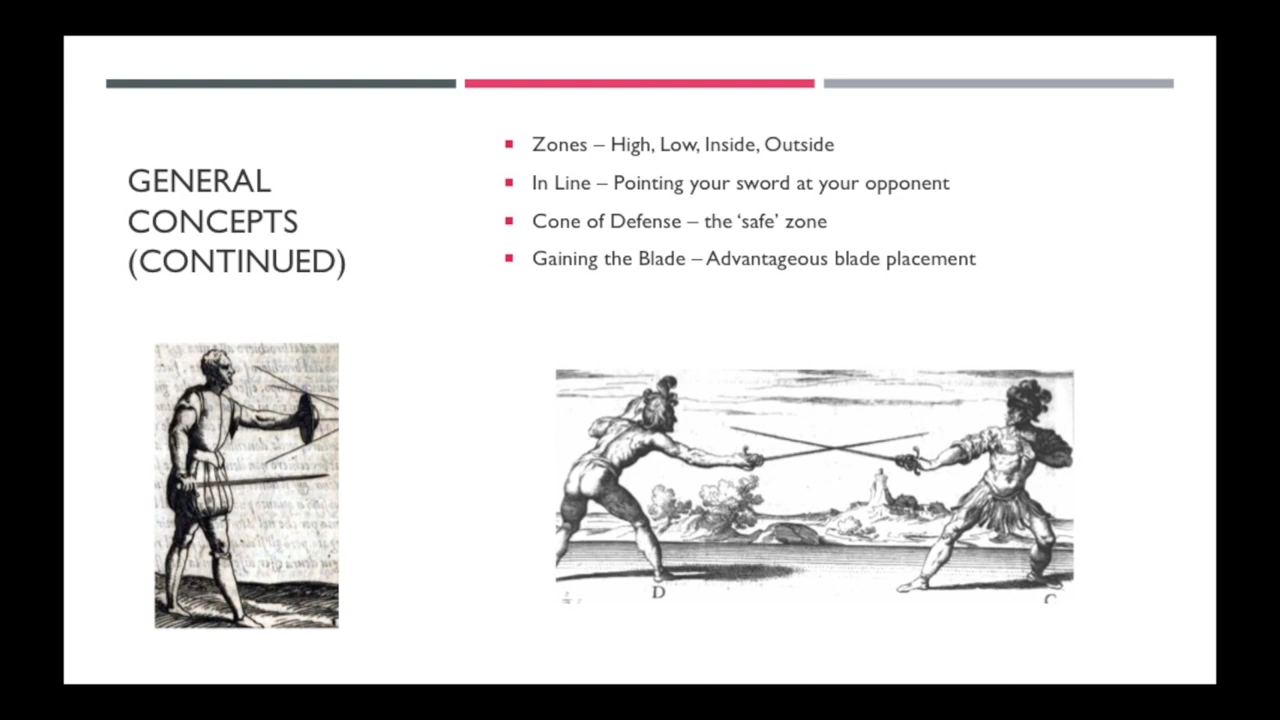 GENERAL
CONCEPTS
(CONTINUED)
Zones – High, Low, Inside, Outside
In Line – Pointing your sword at your opponent
Cone of Defense – the ‘safe’ zone
Gaining the Blade – Advantageous blade placement
D